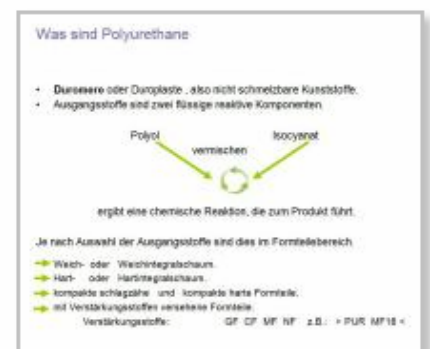 Was sind Polyurethane
• Duromere oder Duroplaste , also nicht schmelzbare Kunststoffe.
• Ausgangsstoffe sind zwei flüssige reaktive Komponenten.
Polyol Isocyanat
vermischen
ergibt eine chemische Reaktion, die zum Produkt führt.
Je nach Auswahl der Ausgangsstoffe sind dies im Formteilebereich
Weich- oder Weichintegralschaum.
Hart- oder Hartintegralschaum.
kompakte schlagzähe und kompakte harte Formteile.
mit Verstärkungsstoffen versehene Formteile.
Verstärkungsstoffe: GF CF MF NF z.B.: > PUR MF18 <